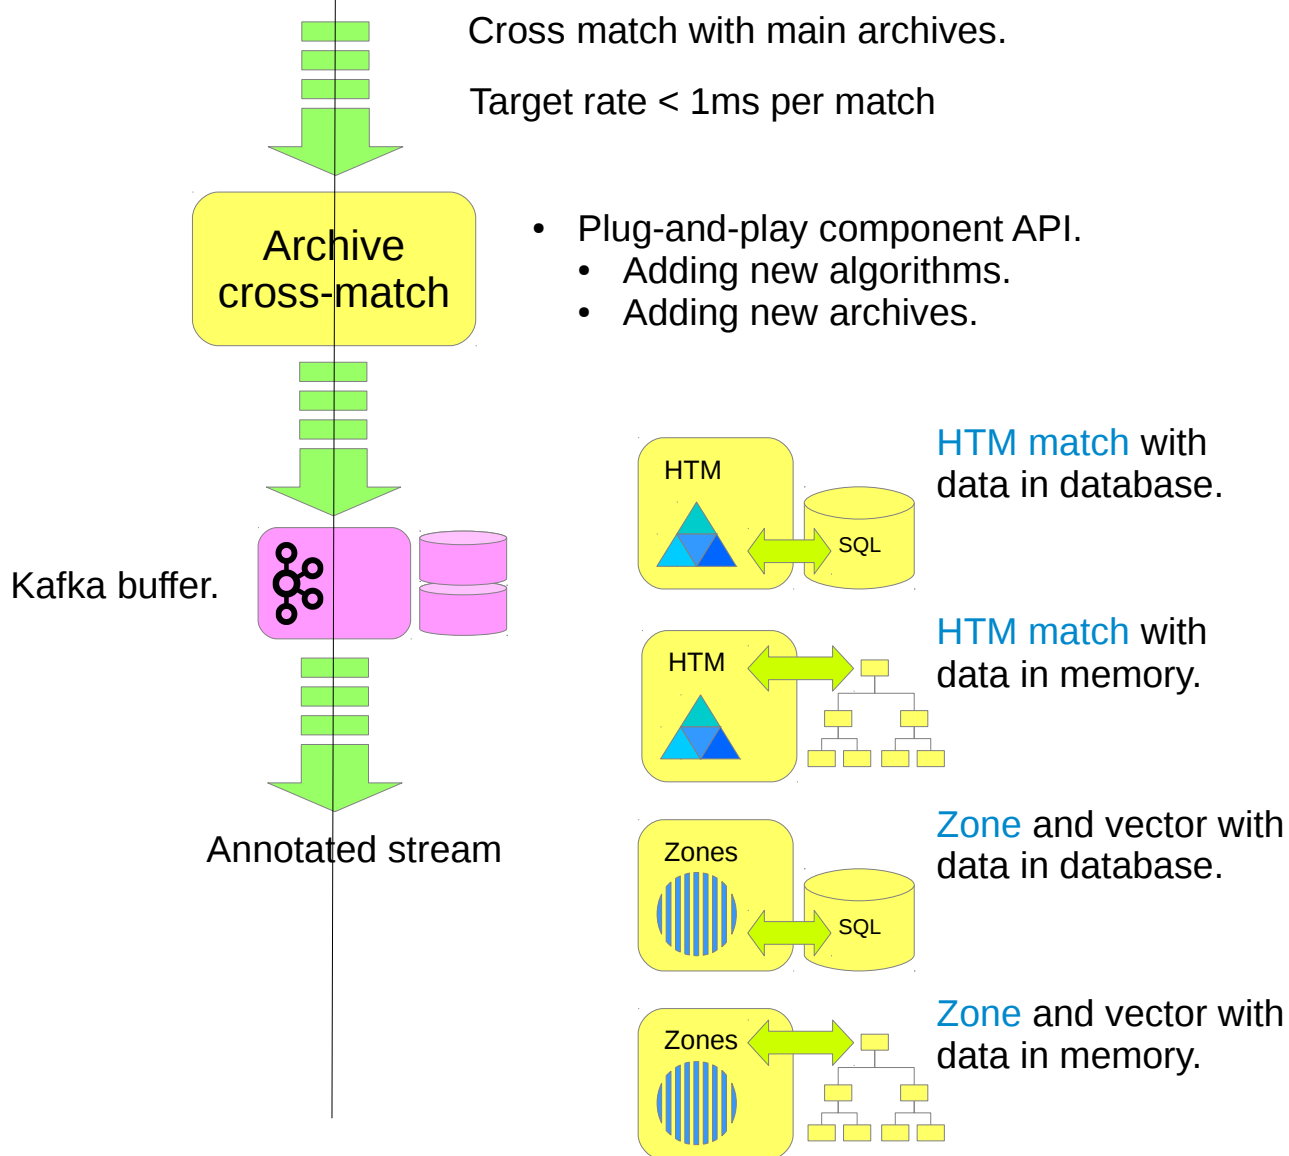 Cross match with main archives.
Target rate < 1ms per match
Archive
cross-match
• Plug-and-play component API.
• Adding new algorithms.
• Adding new archives.
HTM
SQL
HTM match with
data in database.
Kafka buffer.
HTM
HTM match with
data in memory.
Annotated stream
Zones
SQL
Zone and vector with
data in database.
Zones
Zone and vector with
data in memory.